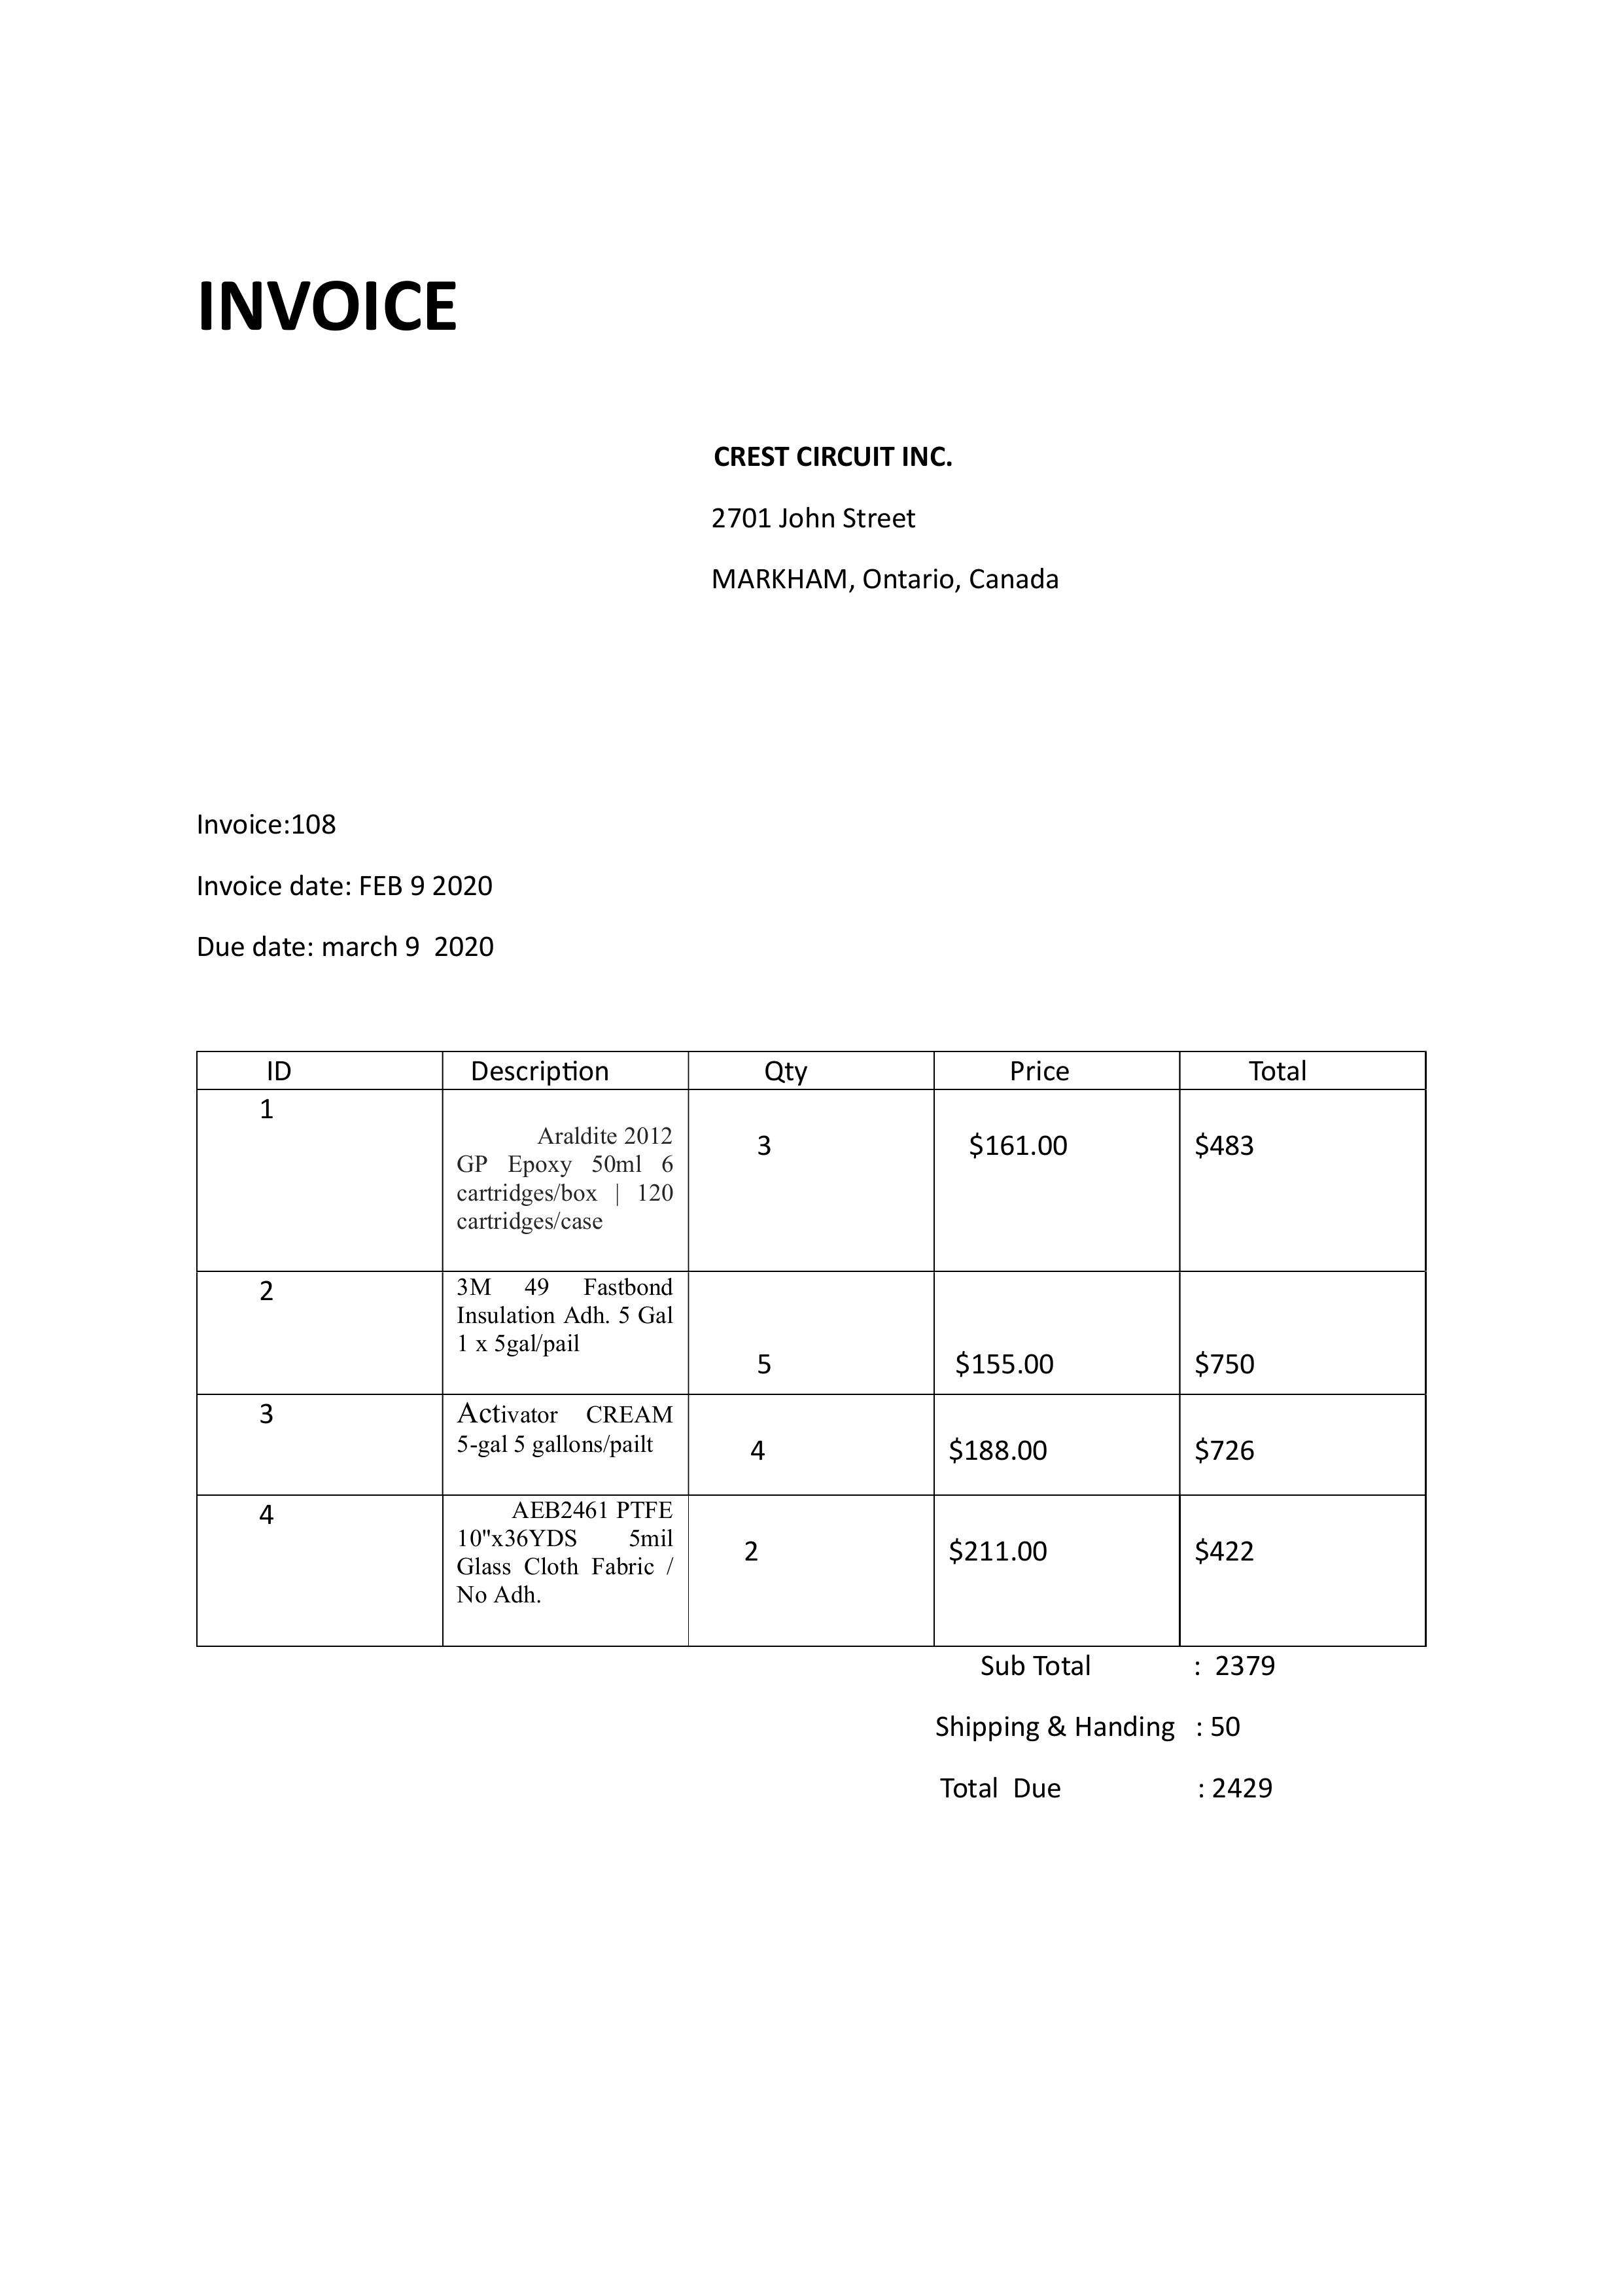 INVOICE
CREST CIRCUIT INC.
2701 John Street
MARKHAM, Ontario, Canada
Invoice:108
Invoice date: FEB 9 2020
Due date: march 9  2020
ID Description Qty Price Total
1
Araldite 2012
GP Epoxy 50ml 6
cartridges/box | 120
cartridges/case
3 $161.00 $483
2
3M 49 Fastbond
Insulation Adh. 5 Gal
1 x 5gal/pail
5 $155.00 $750
3
Activator CREAM
5-gal 5 gallons/pailt
4 $188.00 $726
4
AEB2461 PTFE
10"x36YDS 5mil
Glass Cloth Fabric /
No Adh.
2 $211.00 $422
Sub Total : 2379
Shipping & Handing : 50
Total Due : 2429